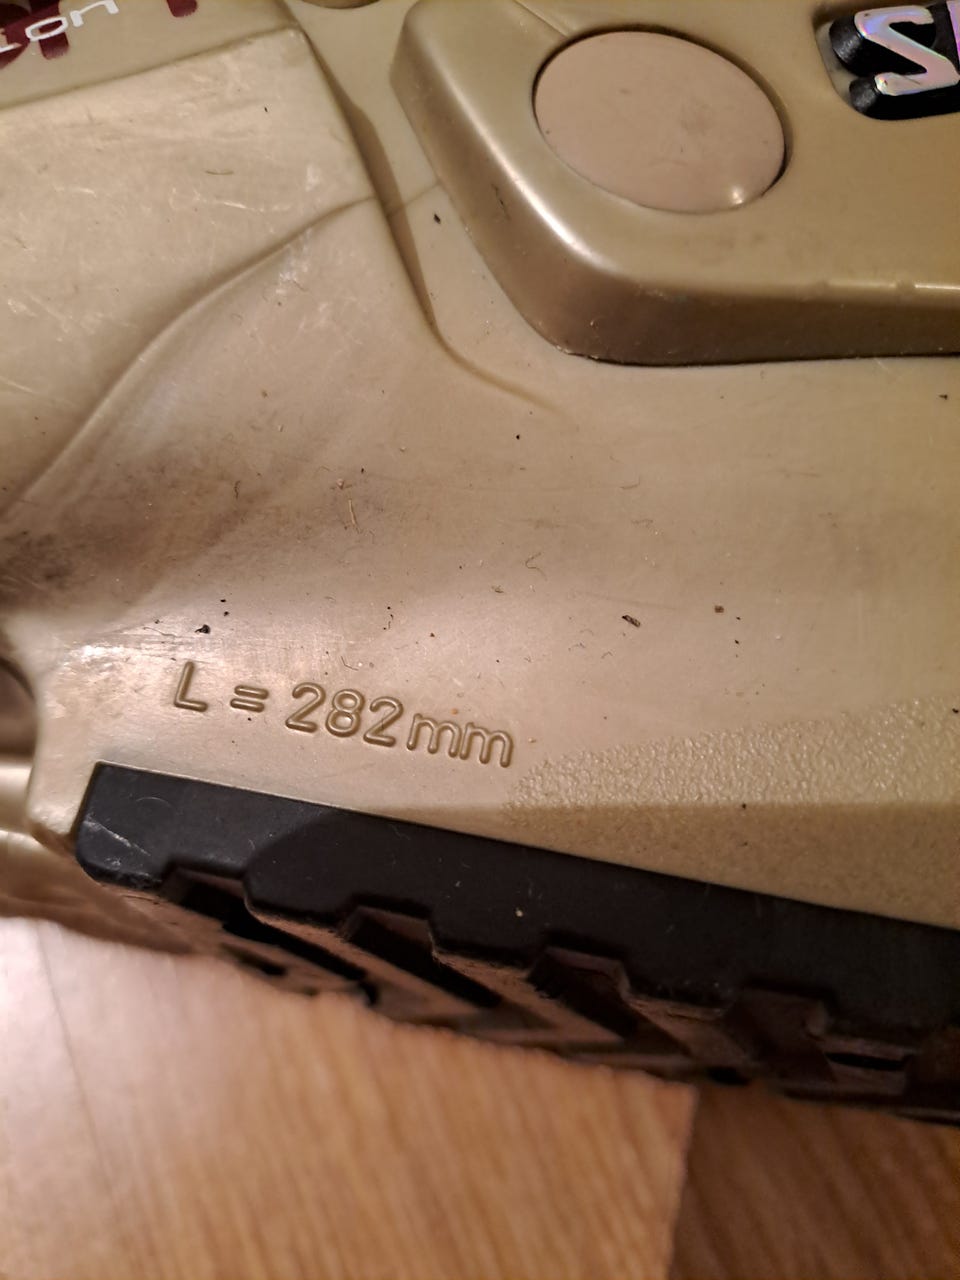 L = 282mm